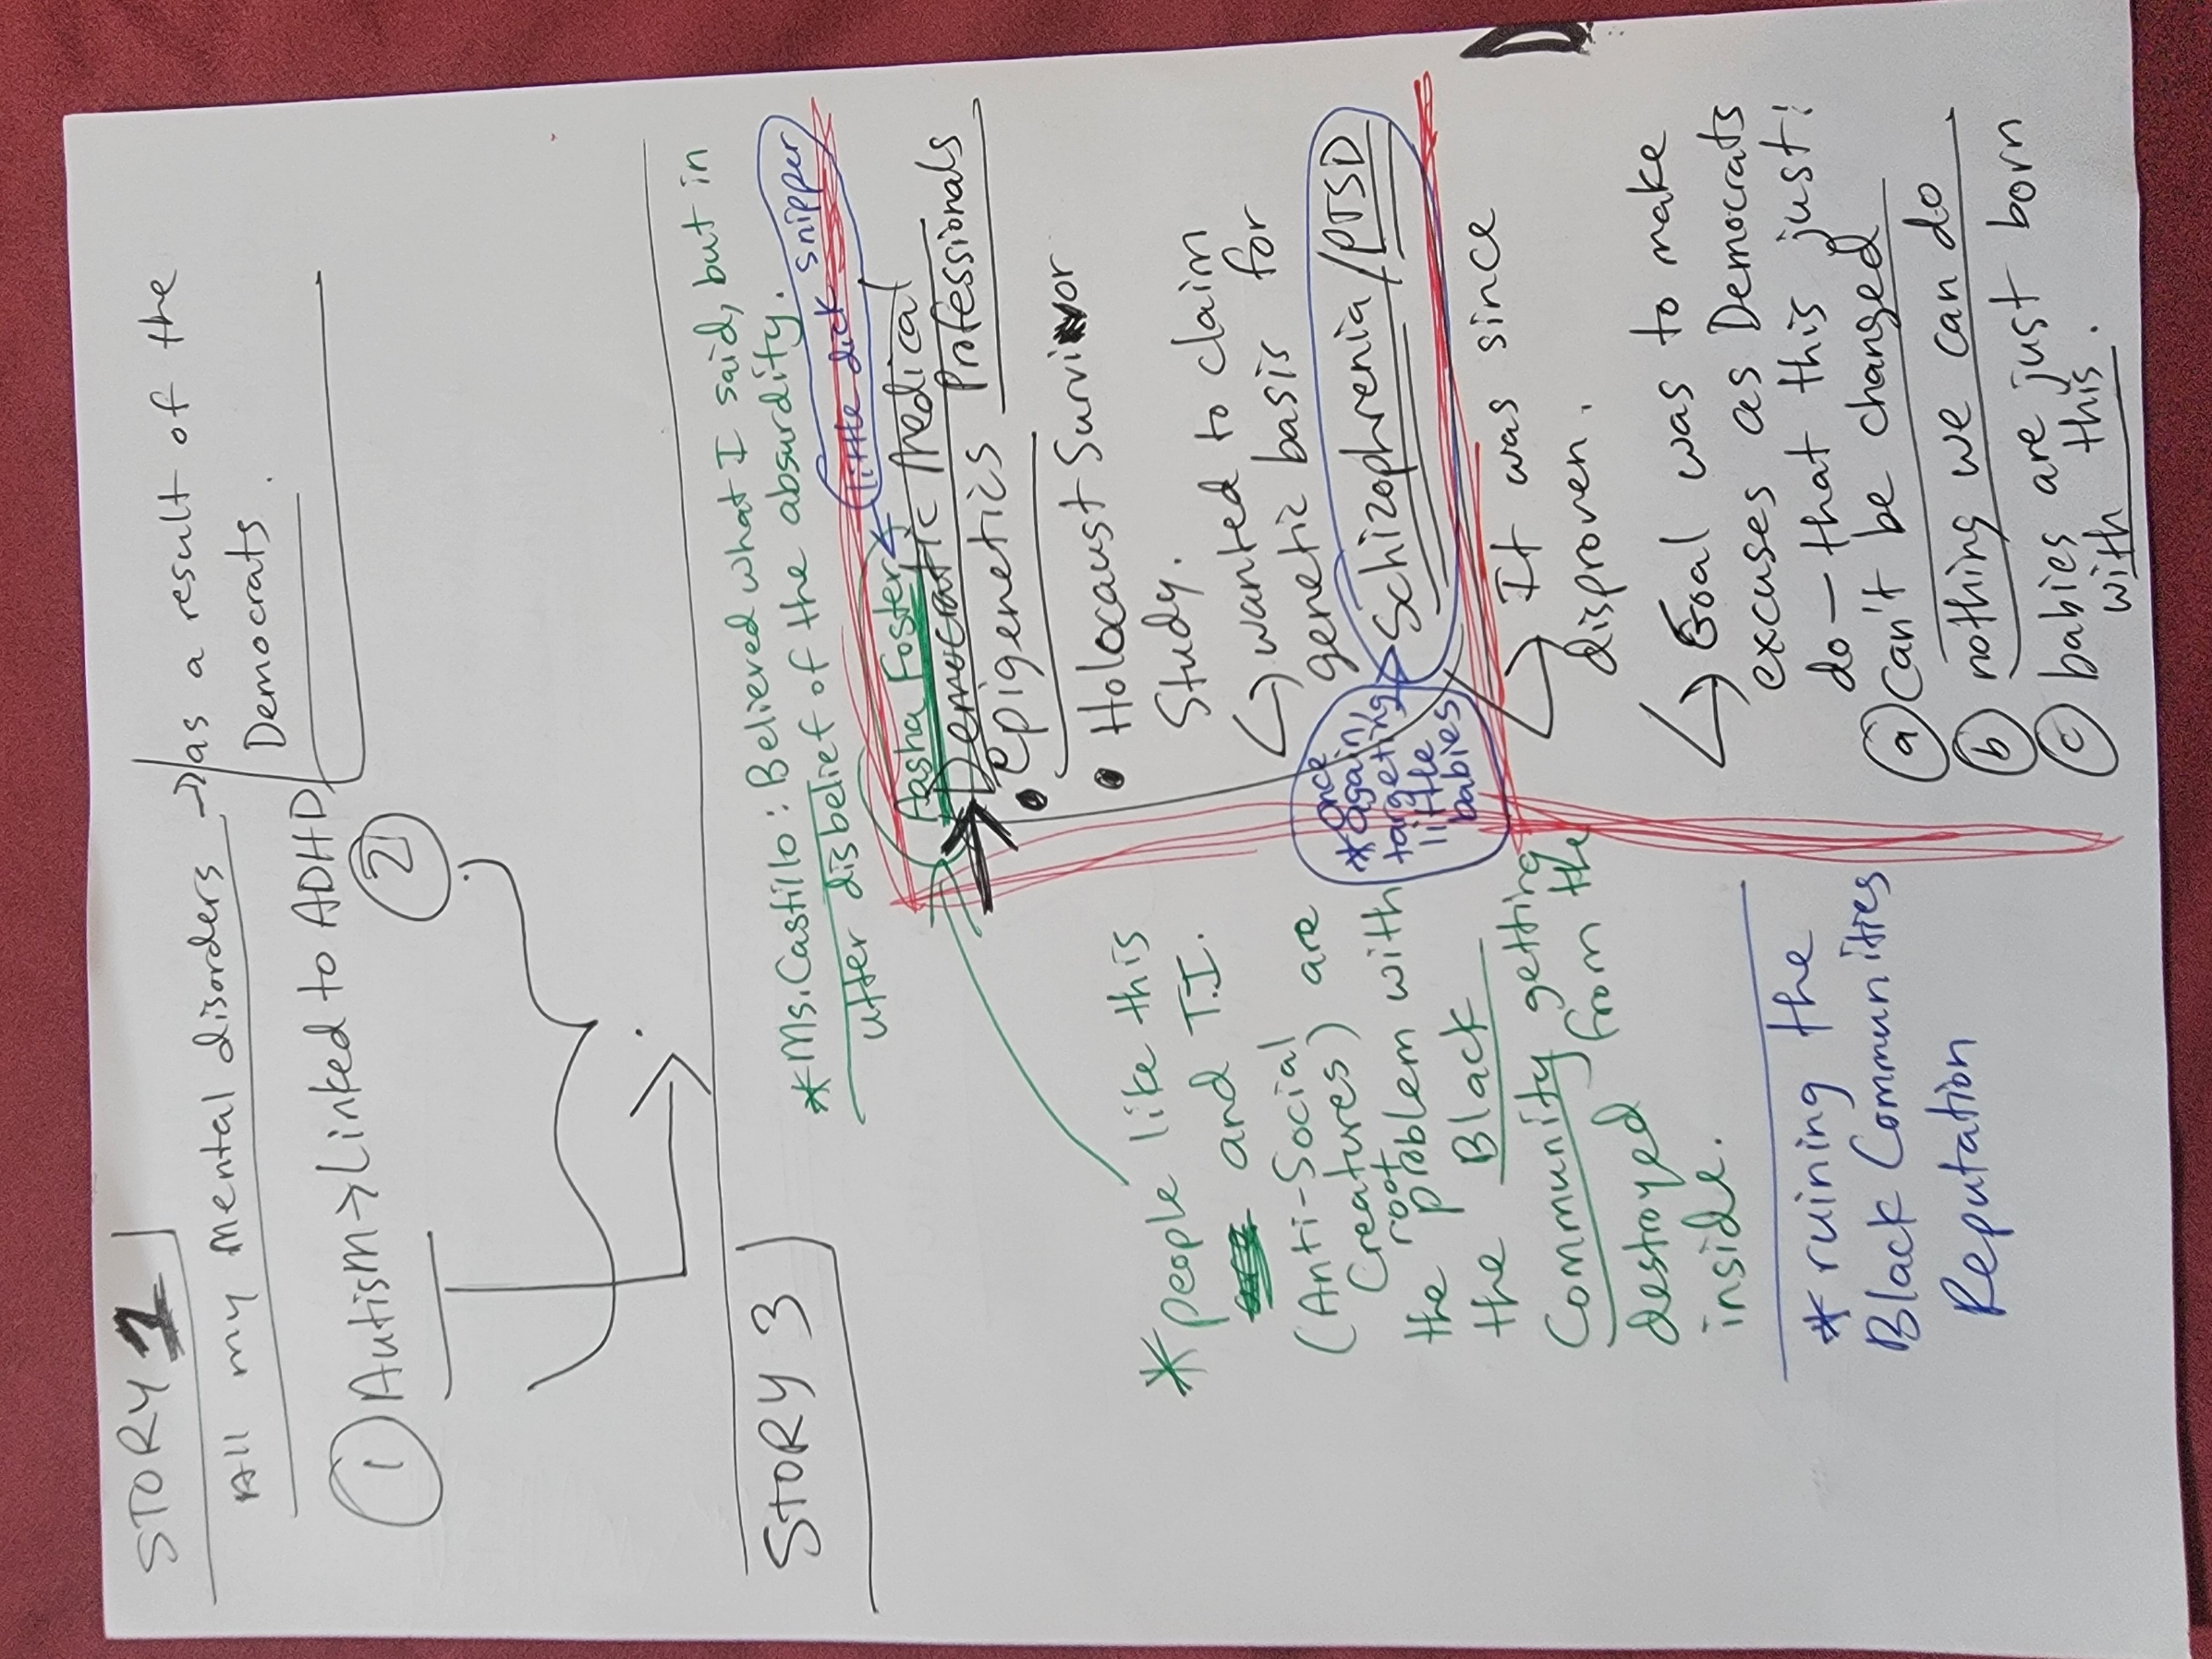 STORY 1
All my mental disorders → as a result of the
Democrats.
① Autism → Linked to ADHD
②
STORY 3
* Ms. Castillo: Believed what I said, but in
utter disbelief of the absurdity.
little dick snipper
Aasha Foster
Democratic Medical
Professionals
• Epigenetics
• Holocaust Survivor
Study.
↳ wanted to claim
genetic basis for
Schizophrenia / PTSD
* Once
again,
targeting
little
babies
↳ It was since
disproven.
↳ Goal was to make
excuses as Democrats
do — that this just:
ⓐ can't be changed
ⓑ nothing we can do
ⓒ babies are just born
with this.
* people like this
and T.I.
(Anti-Social
Creatures) are
the root problem with
the Black
Community getting
destroyed from the
inside.
* ruining the
Black Communities
Reputation